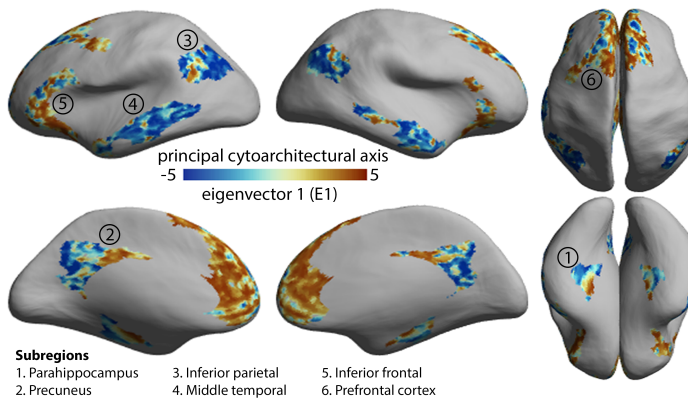 3
5
4
6
principal cytoarchitectural axis
-5 5
eigenvector 1 (E1)
2
1
Subregions
1. Parahippocampus 3. Inferior parietal 5. Inferior frontal
2. Precuneus 4. Middle temporal 6. Prefrontal cortex